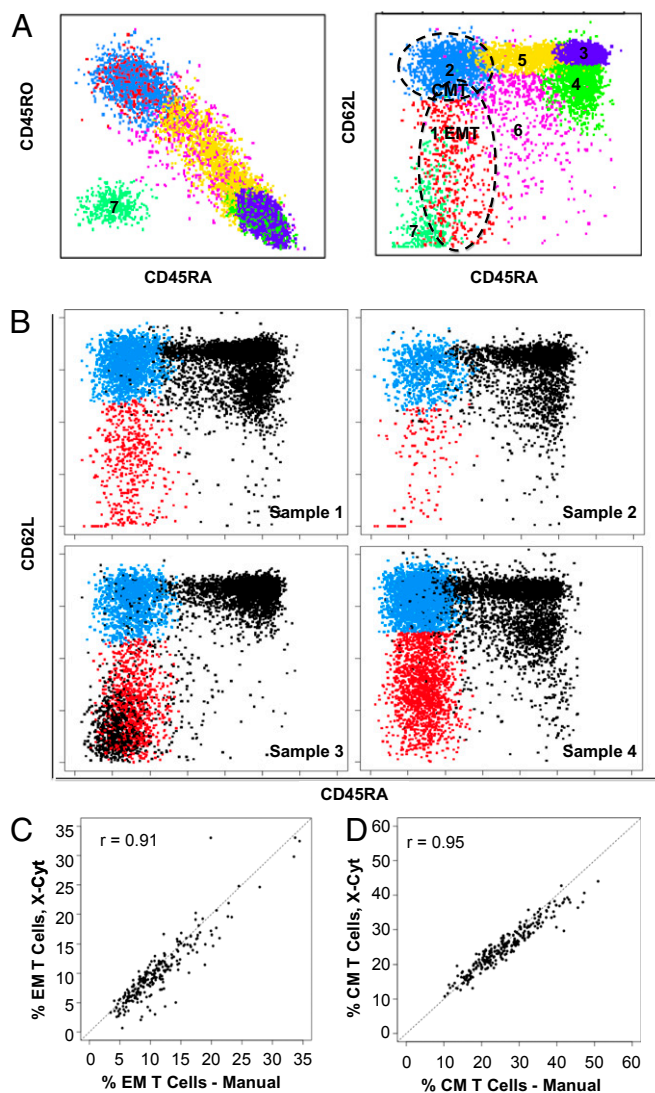 A
CD45RO
7
CD45RA
CD62L
2
CMT
5
3
4
1 EMT
6
7
CD45RA
B
CD62L
Sample 1
Sample 2
Sample 3
Sample 4
CD45RA
C
% EM T Cells, X-Cyt
r = 0.91
35
30
25
20
15
10
5
0
0 5 10 15 20 25 30 35
% EM T Cells - Manual
D
% CM T Cells, X-Cyt
r = 0.95
60
50
40
30
20
10
0
0 10 20 30 40 50 60
% CM T Cells - Manual